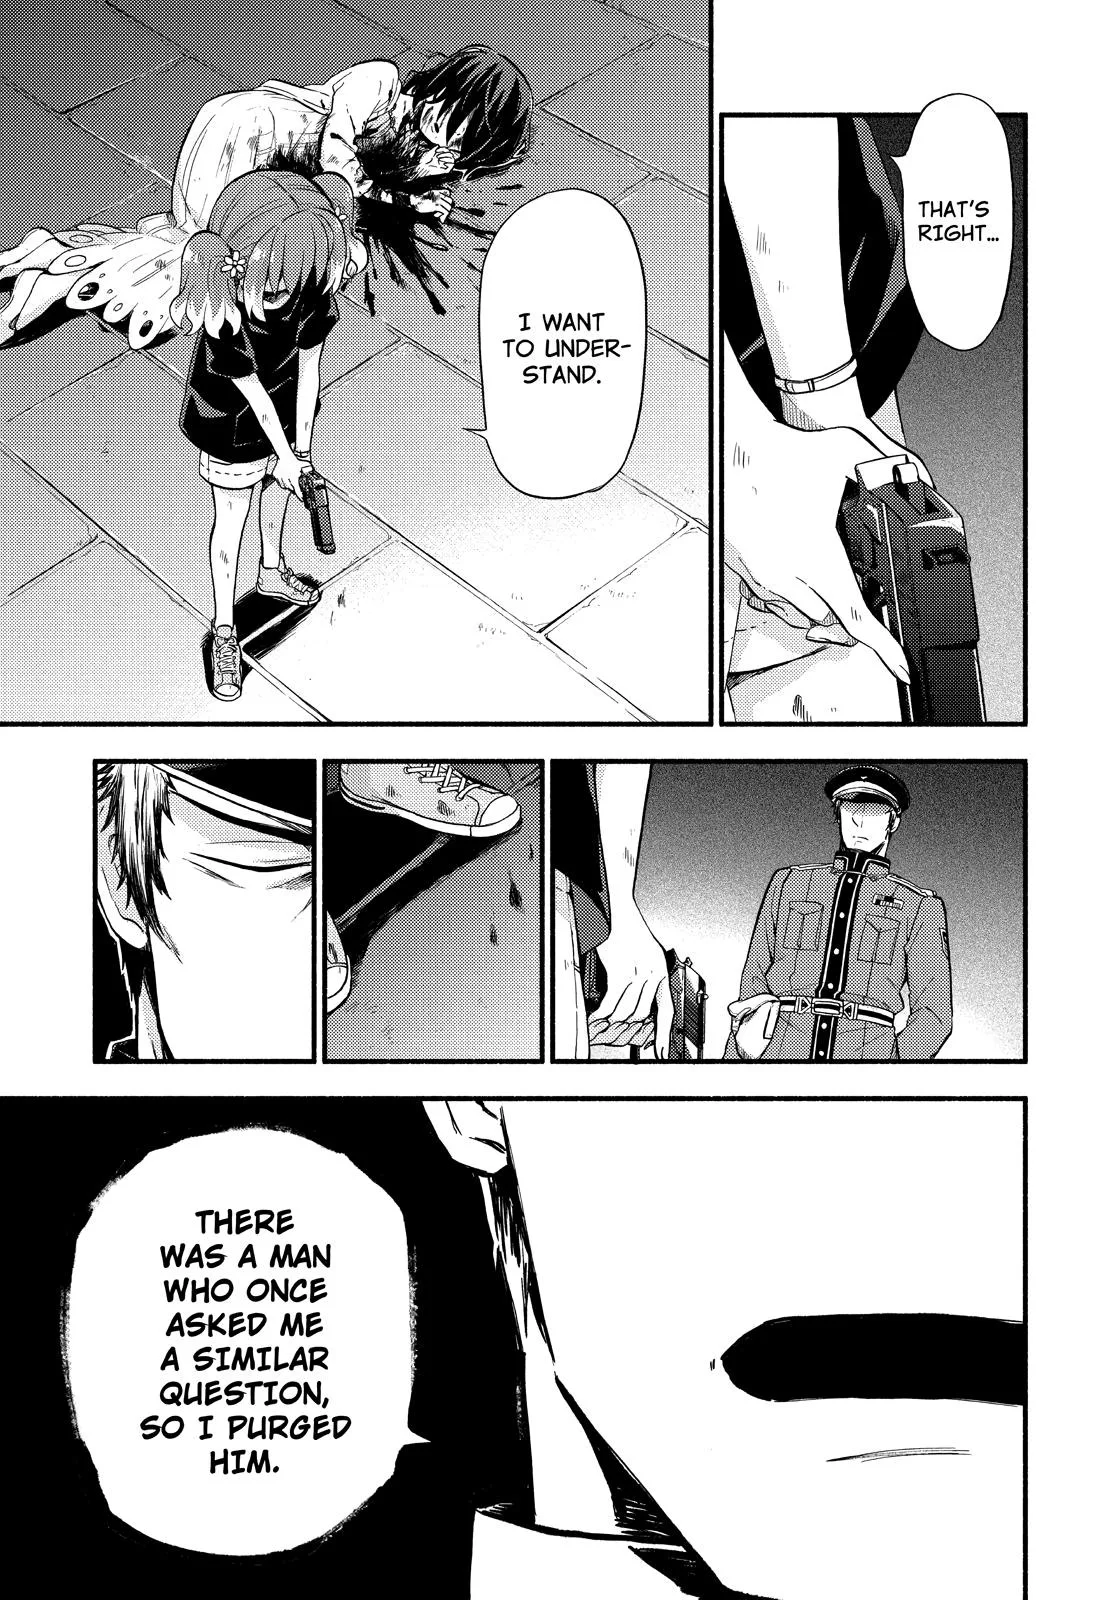 THAT'S
RIGHT...
I WANT
TO UNDER-
STAND.
THERE
WAS A MAN
WHO ONCE
ASKED ME
A SIMILAR
QUESTION,
SO I PURGED
HIM.